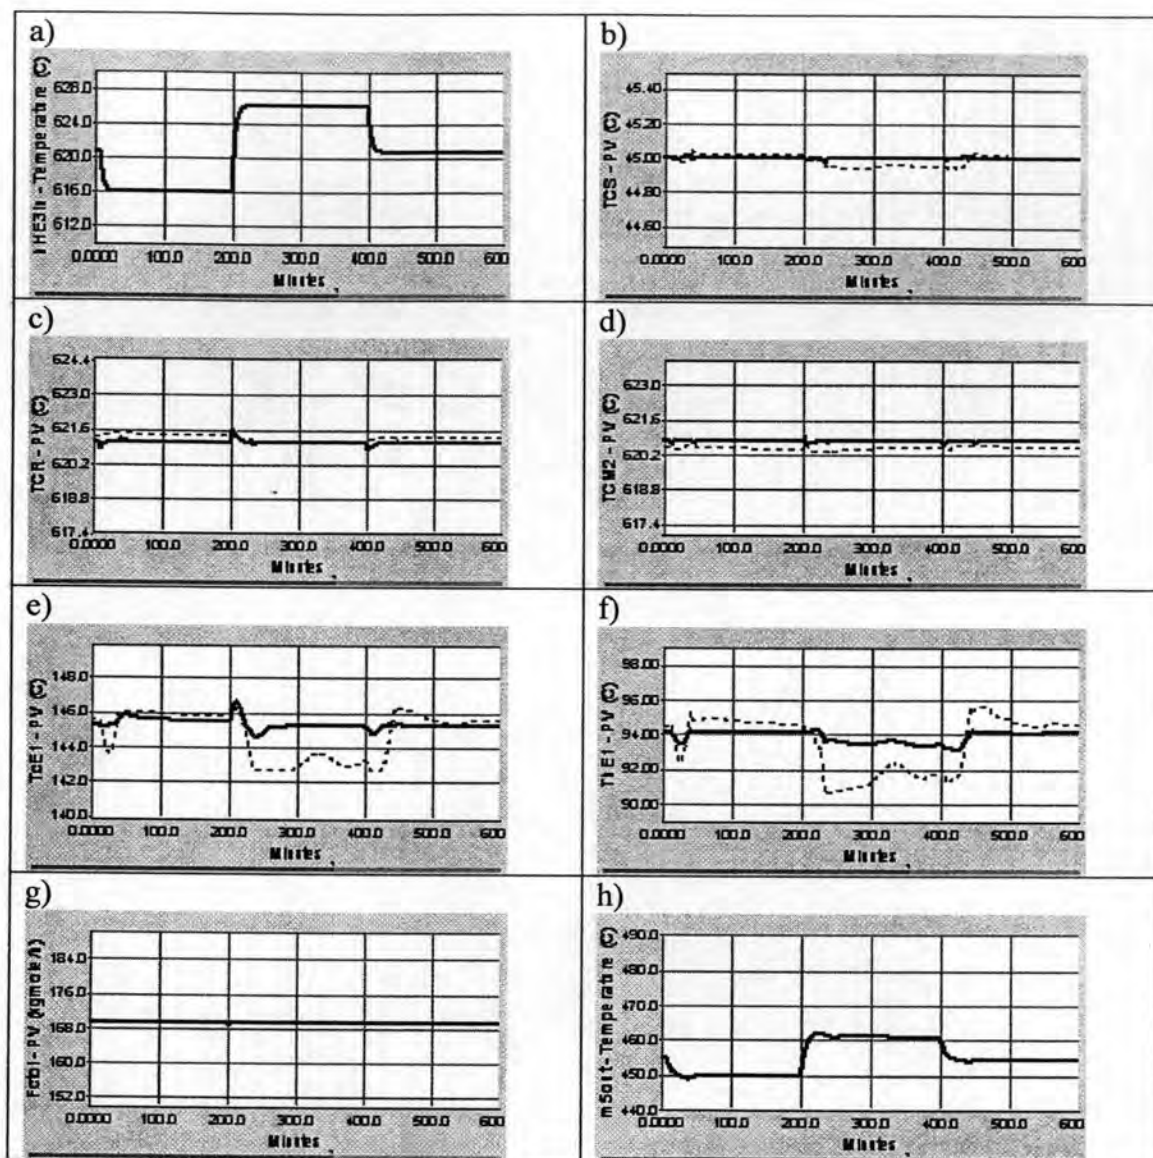 a)
628.0
624.0
620.0
616.0
612.0
0.0000 100.0 200.0 300.0 400.0 500.0 600
Minutes
b)
TCS - PV (C)
45.40
45.20
45.00
44.80
44.60
0.0000 100.0 200.0 300.0 400.0 500.0 600
Minutes
c)
TCR - PV (C)
624.4
623.0
621.6
620.2
618.8
617.4
0.0000 100.0 200.0 300.0 400.0 500.0 600
Minutes
d)
TCM2 - PV (C)
623.0
621.6
620.2
618.8
617.4
0.0000 100.0 200.0 300.0 400.0 500.0 600
Minutes
e)
148.0
146.0
144.0
142.0
140.0
0.0000 100.0 200.0 300.0 400.0 500.0 600
Minutes
f)
98.00
96.00
94.00
92.00
90.00
0.0000 100.0 200.0 300.0 400.0 500.0 600
Minutes
g)
184.0
176.0
168.0
160.0
152.0
0.0000 100.0 200.0 300.0 400.0 500.0 600
Minutes
h)
490.0
480.0
470.0
460.0
450.0
440.0
0.0000 100.0 200.0 300.0 400.0 500.0 600
Minutes